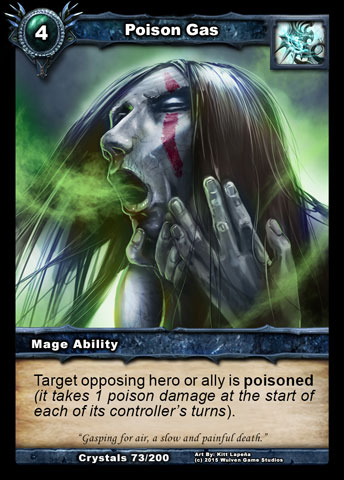 4
Poison Gas
Mage Ability
Target opposing hero or ally is poisoned
(it takes 1 poison damage at the start of
each of its controller's turns).
"Gasping for air, a slow and painful death."
Crystals 73/200
Art By: Kitt Lapeña
(c) 2015 Wulven Game Studios